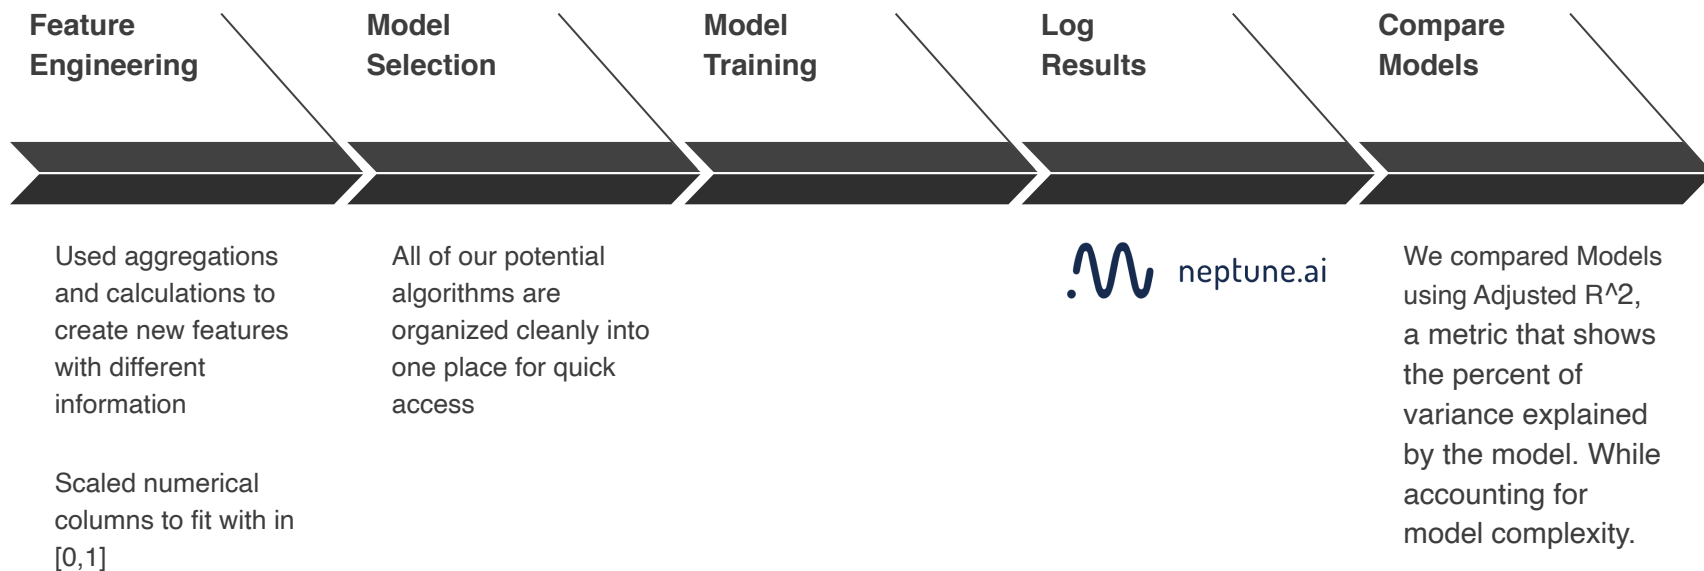 Feature
Engineering
Model
Selection
Model
Training
Log
Results
Compare
Models
Used aggregations
and calculations to
create new features
with different
information
Scaled numerical
columns to fit with in
[0,1]
All of our potential
algorithms are
organized cleanly into
one place for quick
access
neptune.ai
We compared Models
using Adjusted R^2,
a metric that shows
the percent of
variance explained
by the model. While
accounting for
model complexity.